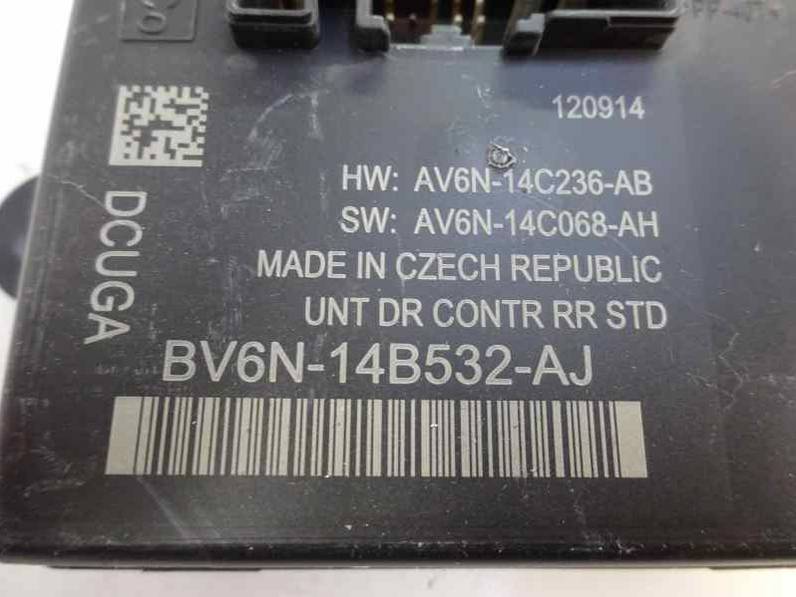 120914
HW: AV6N-14C236-AB
SW: AV6N-14C068-AH
MADE IN CZECH REPUBLIC
UNT DR CONTR RR STD
DCUGA
BV6N-14B532-AJ